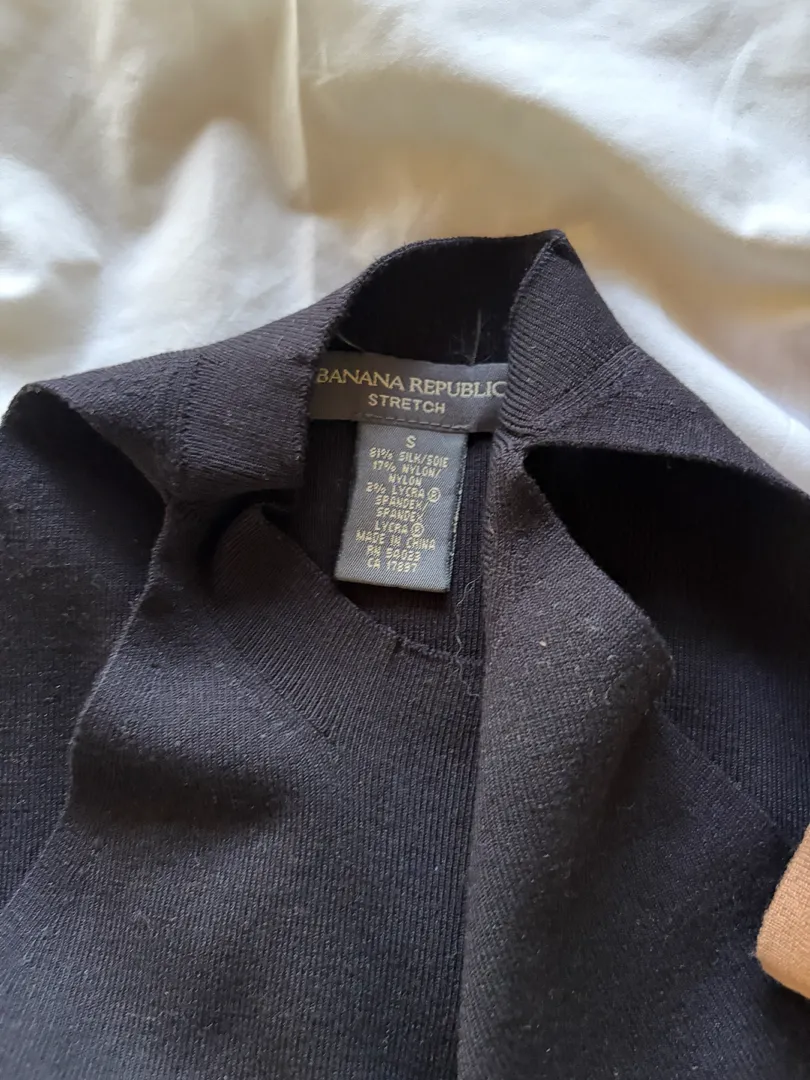 BANANA REPUBLIC
STRETCH
S
81% SILK/SOIE
17% NYLON/
NYLON
2% LYCRA ®
SPANDEX/
SPANDEX
LYCRA ®
MADE IN CHINA
RN 54023
CA 17897